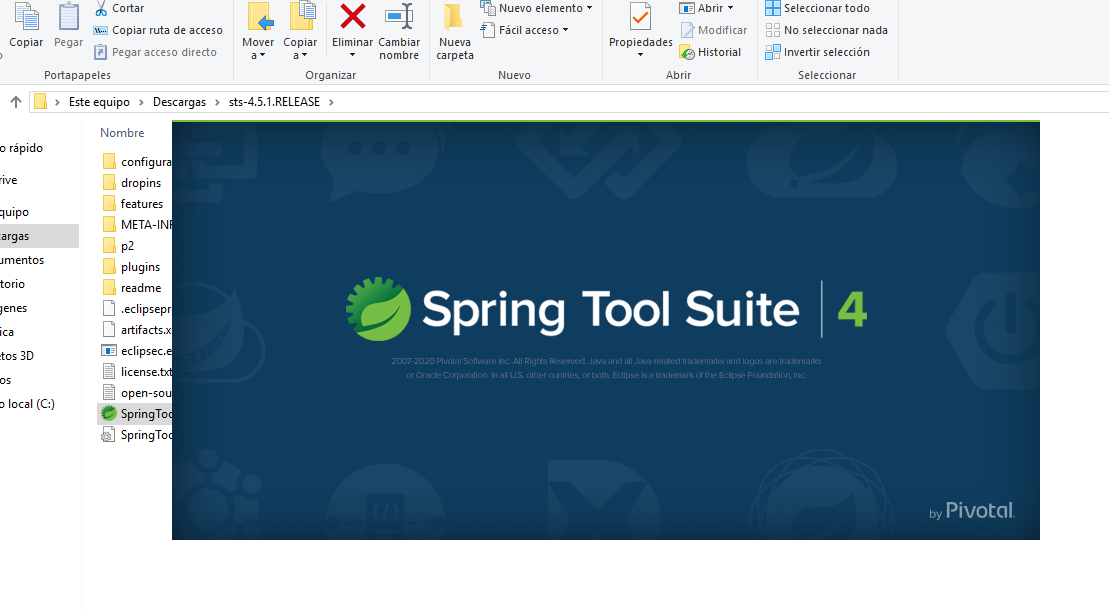 Copiar
Pegar
Cortar
Copiar ruta de acceso
Pegar acceso directo
Portapapeles
Mover
a
Copiar
a
Eliminar
Cambiar
nombre
Organizar
Nueva
carpeta
Nuevo elemento
Fácil acceso
Nuevo
Propiedades
Abrir
Modificar
Historial
Abrir
Seleccionar todo
No seleccionar nada
Invertir selección
Seleccionar
Este equipo
Descargas
sts-4.5.1.RELEASE
o rápido
rive
quipo
argas
umentos
torio
genes
ica
etos 3D
os
o local (C:)
Nombre
configura
dropins
features
META-INF
p2
plugins
readme
.eclipsepr
artifacts.x
eclipsec.e
license.txt
open-sou
SpringToo
SpringToo
Spring Tool Suite 4
2007-2020 Pivotal Software Inc. All Rights Reserved. Java and all Java-related trademarks and logos are trademarks
or Oracle Corporation. In all U.S. other ountries, or both. Eclipse is a trademark of the Eclipse Foundation, Inc.
by Pivotal.